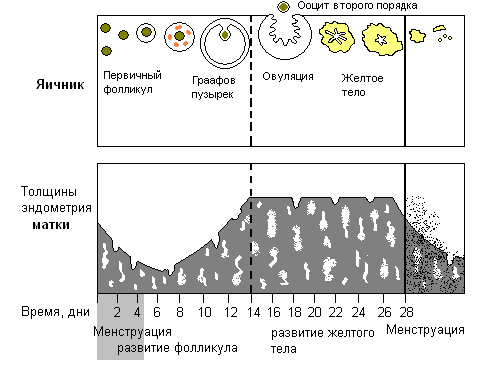 Ооцит второго порядка
Первичный
фолликул
Граафов
пузырек
Овуляция
Желтое
тело
Яичник
Толщины
эндометрия
матки
Время, дни
2 4 6 8 10 12 14 16 18 20 22 24 26 28
Менструация
развитие фолликула
развитие желтого
тела
Менструация